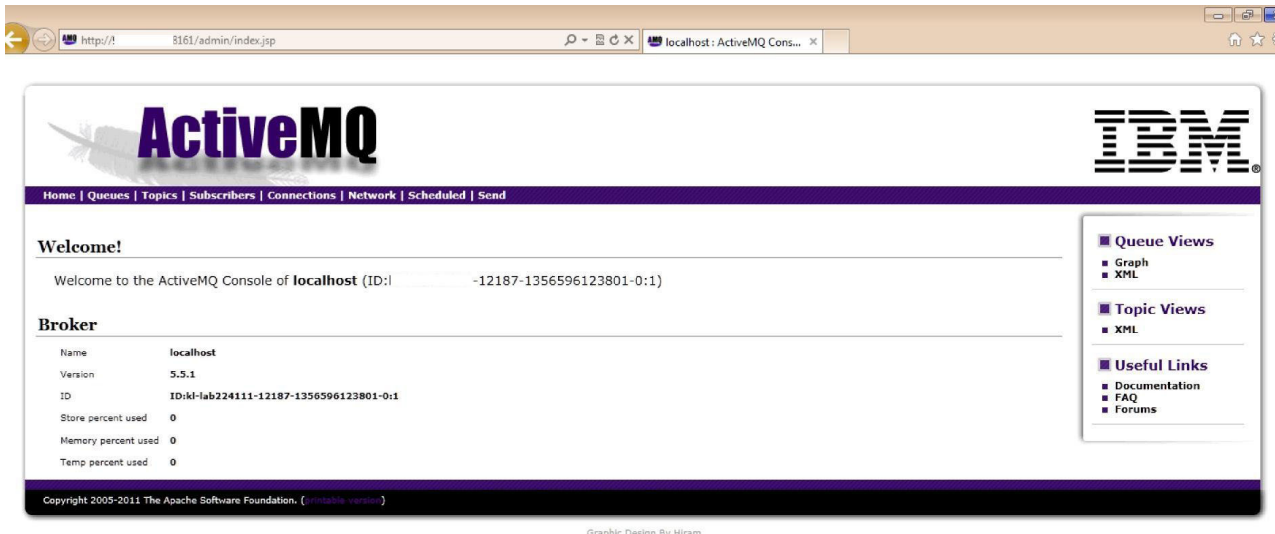 http://! 8161/admin/index.jsp
localhost : ActiveMQ Cons...
ActiveMQ
IBM®
Home | Queues | Topics | Subscribers | Connections | Network | Scheduled | Send
Welcome!
Welcome to the ActiveMQ Console of localhost (ID: -12187-1356596123801-0:1)
Broker
Name localhost
Version 5.5.1
ID ID:kl-lab224111-12187-1356596123801-0:1
Store percent used 0
Memory percent used 0
Temp percent used 0
Queue Views
Graph
XML
Topic Views
XML
Useful Links
Documentation
FAQ
Forums
Copyright 2005-2011 The Apache Software Foundation. (printable version)
Graphic Design By Hiram